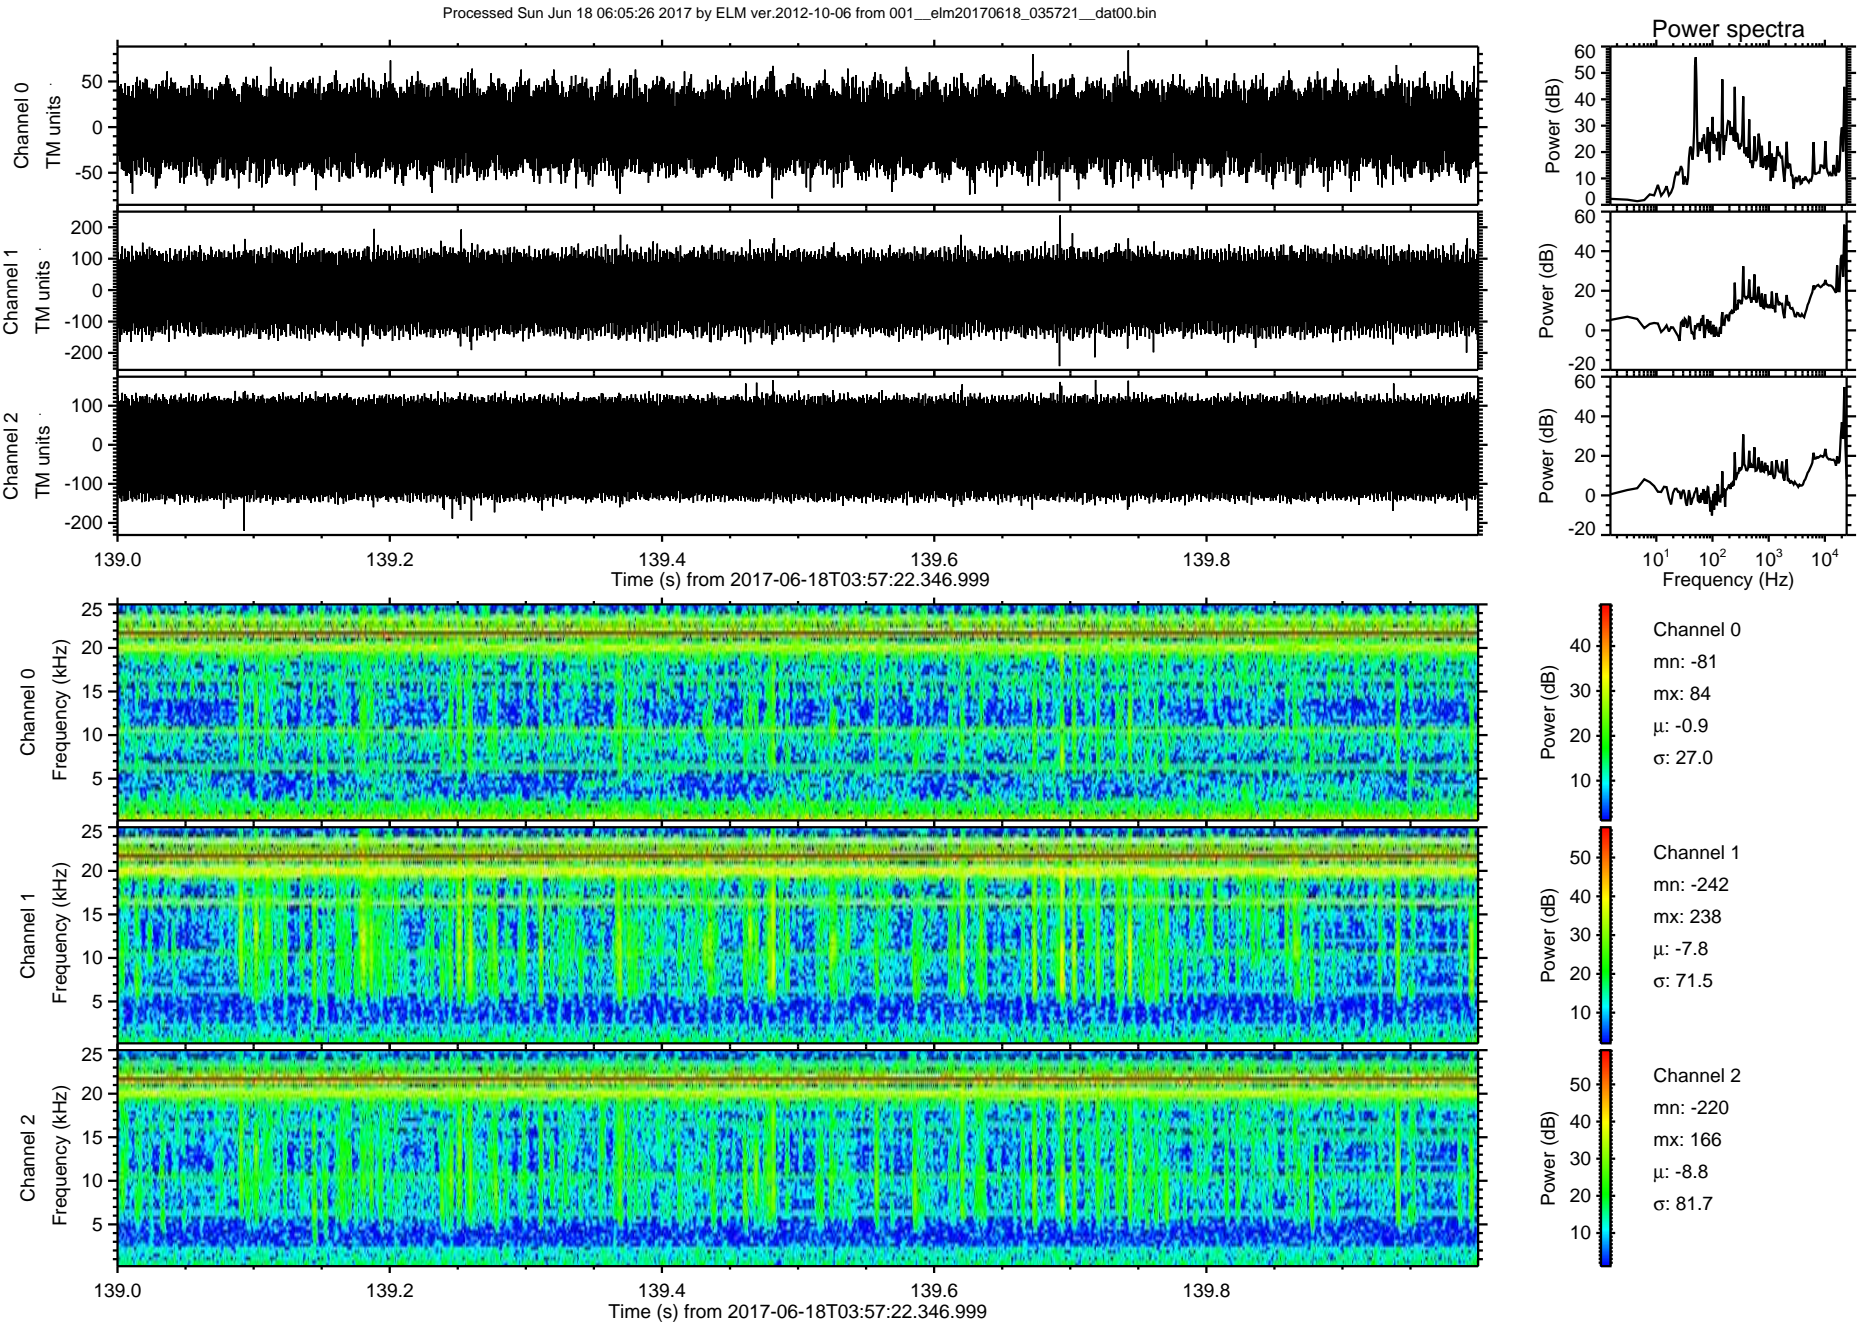 Processed Sun Jun 18 06:05:26 2017 by ELM ver.2012-10-06 from 001__elm20170618_035721__dat00.bin
Power spectra
Channel 0
TM units
50
0
-50
Power (dB)
60
50
40
30
20
10
0
Channel 1
TM units
200
100
0
-100
-200
Power (dB)
60
40
20
0
-20
Channel 2
TM units
100
0
-100
-200
Power (dB)
60
40
20
0
-20
139.0 139.2 139.4 139.6 139.8
Time (s) from 2017-06-18T03:57:22.346.999
10^1 10^2 10^3 10^4
Frequency (Hz)
Channel 0
Frequency (kHz)
25
20
15
10
5
Power (dB)
40
30
20
10
Channel 0
mn: -81
mx: 84
μ: -0.9
σ: 27.0
Channel 1
Frequency (kHz)
25
20
15
10
5
Power (dB)
50
40
30
20
10
Channel 1
mn: -242
mx: 238
μ: -7.8
σ: 71.5
Channel 2
Frequency (kHz)
25
20
15
10
5
Power (dB)
50
40
30
20
10
Channel 2
mn: -220
mx: 166
μ: -8.8
σ: 81.7
139.0 139.2 139.4 139.6 139.8
Time (s) from 2017-06-18T03:57:22.346.999